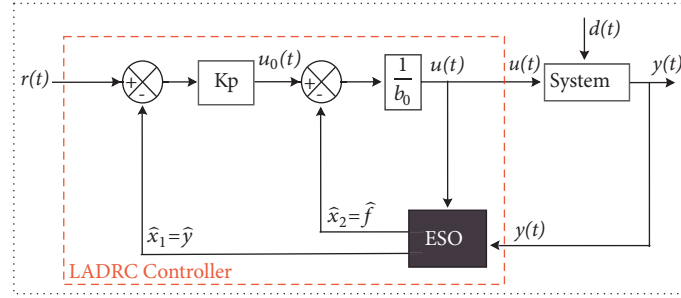 d(t)
r(t)
+
-
Kp
u₀(t)
+
-
1
b₀
u(t)
u(t)
System
y(t)
x̂₁=ŷ
x̂₂=f̂
ESO
y(t)
LADRC Controller